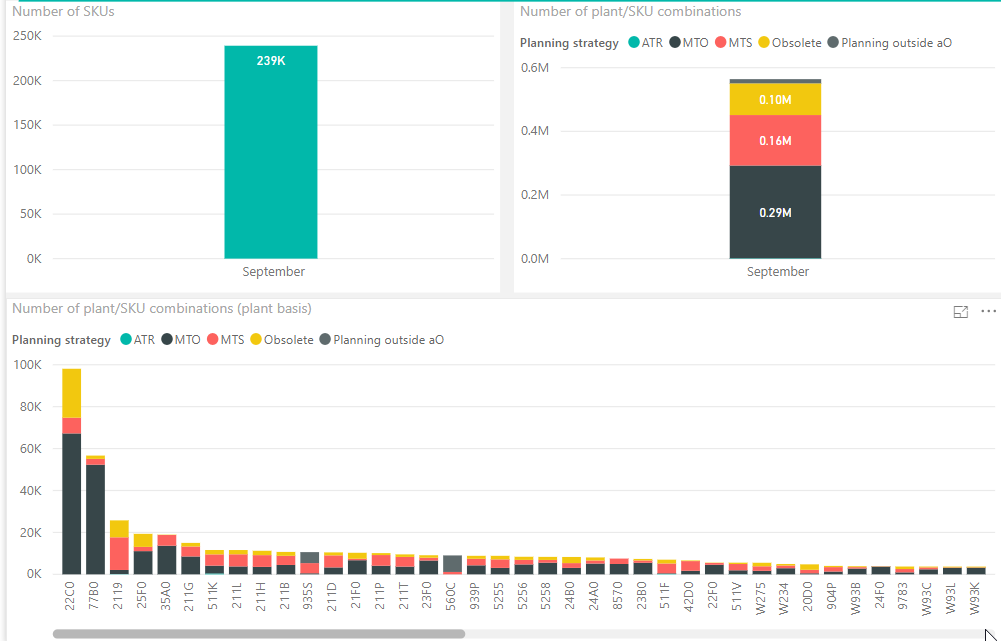 Number of SKUs
250K
200K
150K
100K
50K
0K
239K
September
Number of plant/SKU combinations
Planning strategy ATR MTO MTS Obsolete Planning outside aO
0.6M
0.4M
0.2M
0.0M
0.10M
0.16M
0.29M
September
Number of plant/SKU combinations (plant basis)
Planning strategy ATR MTO MTS Obsolete Planning outside aO
100K
80K
60K
40K
20K
0K
22C0
77B0
2119
25F0
35A0
211G
511K
211L
211H
211B
935S
211D
21F0
211P
211T
23F0
560C
939P
5255
5256
5258
24B0
24A0
8570
23B0
511F
42D0
22F0
511V
W275
W234
20D0
904P
W93B
24F0
9783
W93C
W93L
W93K